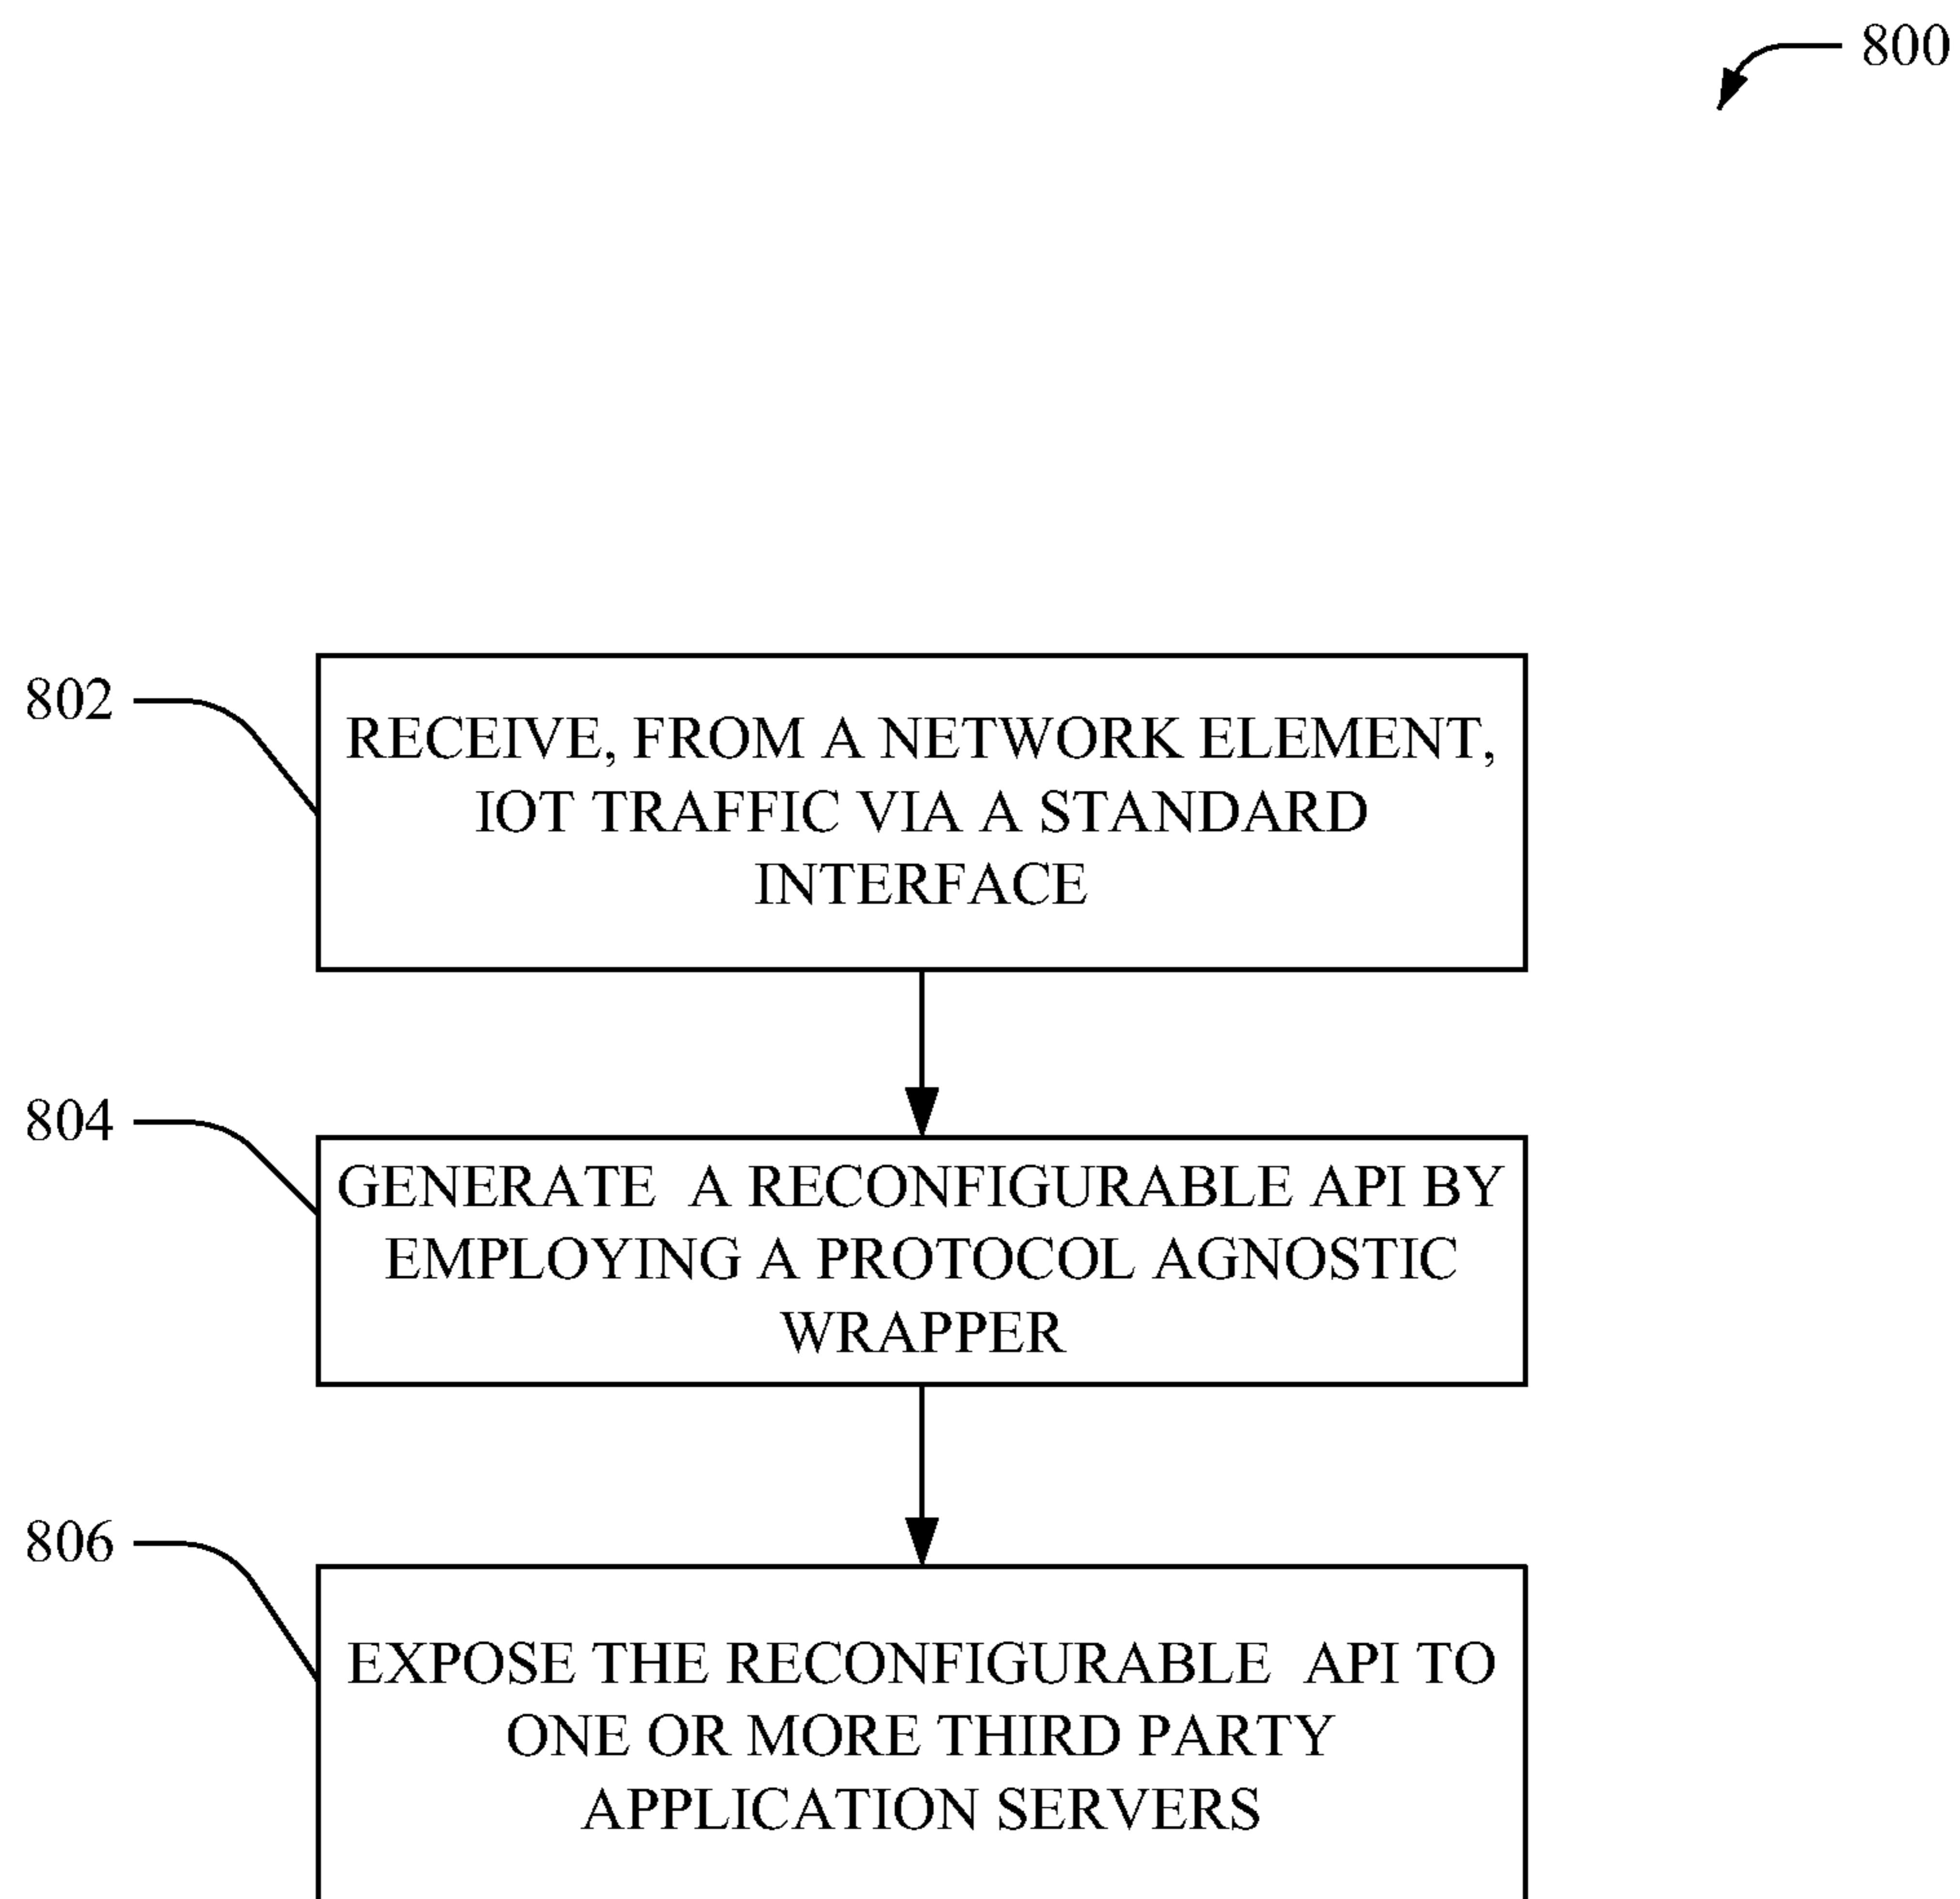 800
802
RECEIVE, FROM A NETWORK ELEMENT,
IOT TRAFFIC VIA A STANDARD
INTERFACE
804
GENERATE A RECONFIGURABLE API BY
EMPLOYING A PROTOCOL AGNOSTIC
WRAPPER
806
EXPOSE THE RECONFIGURABLE API TO
ONE OR MORE THIRD PARTY
APPLICATION SERVERS